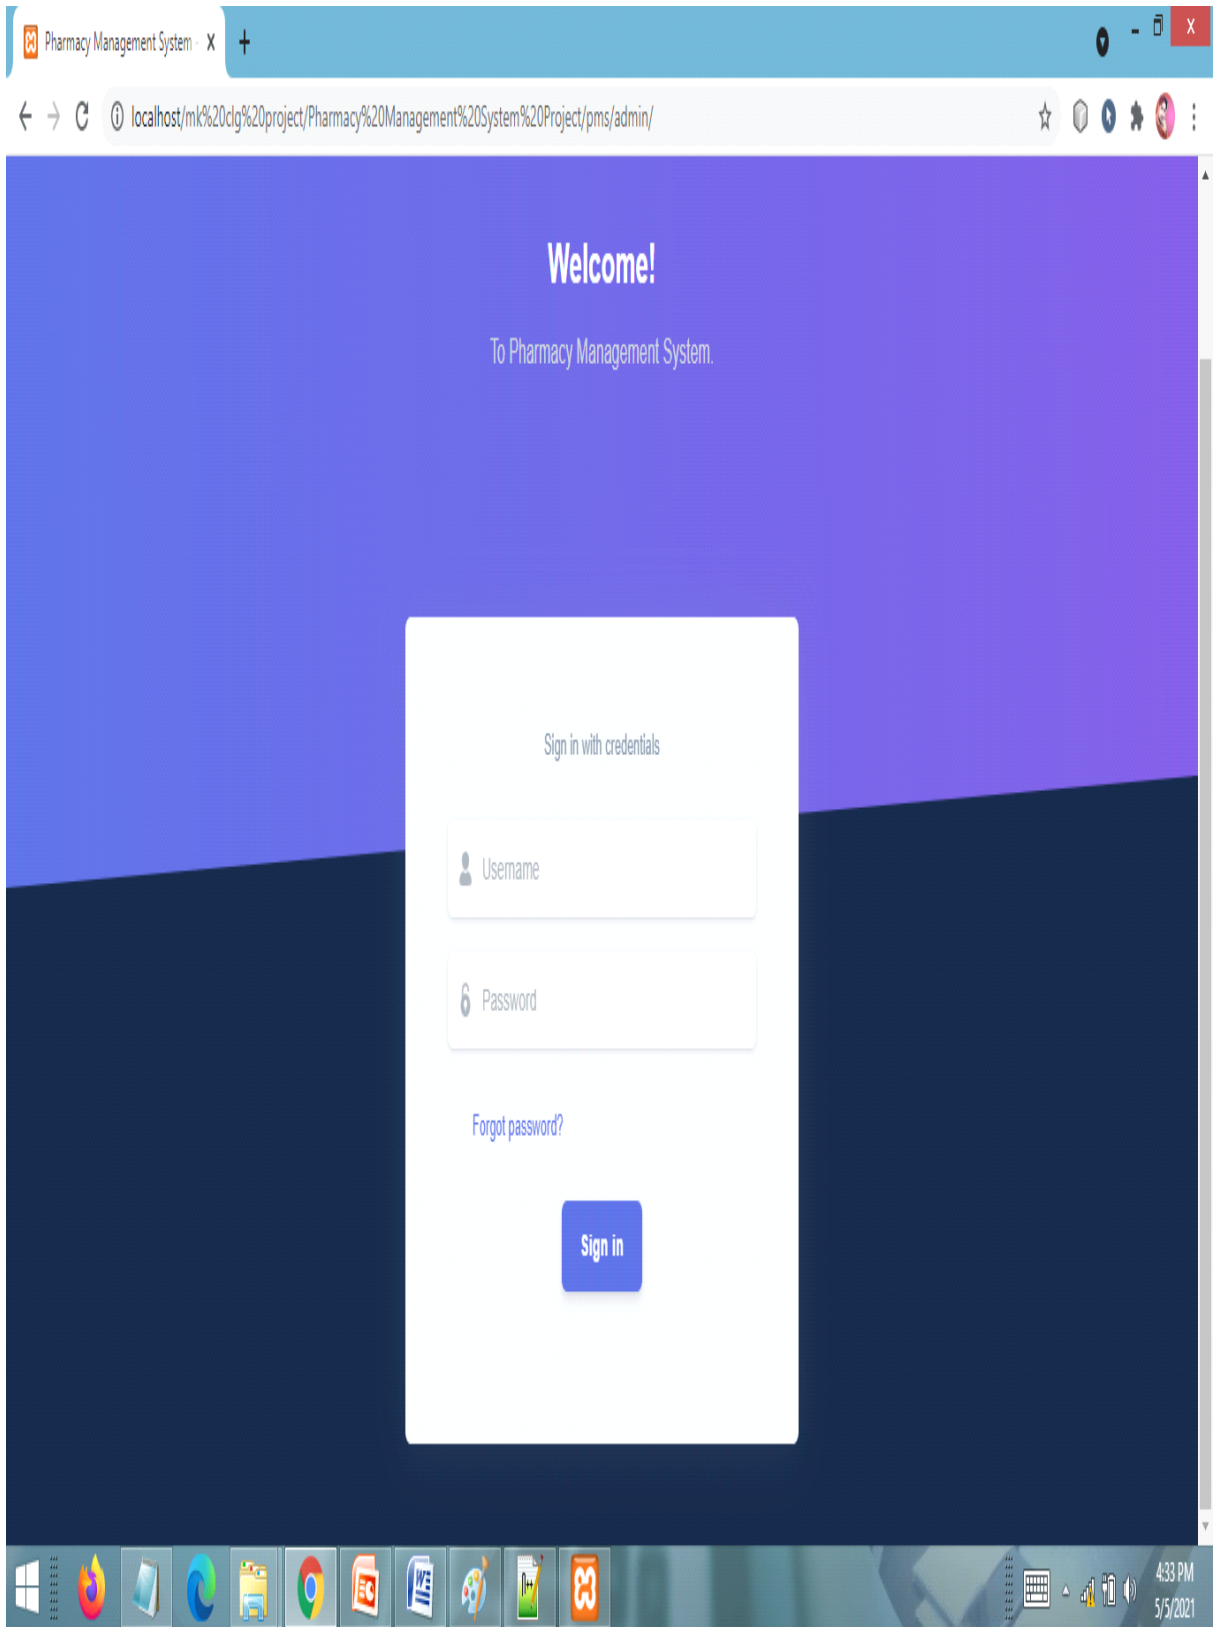 Pharmacy Management System -
localhost/mk%20clg%20project/Pharmacy%20Management%20System%20Project/pms/admin/
Welcome!
To Pharmacy Management System.
Sign in with credentials
Username
Password
Forgot password?
Sign in
4:33 PM
5/5/2021